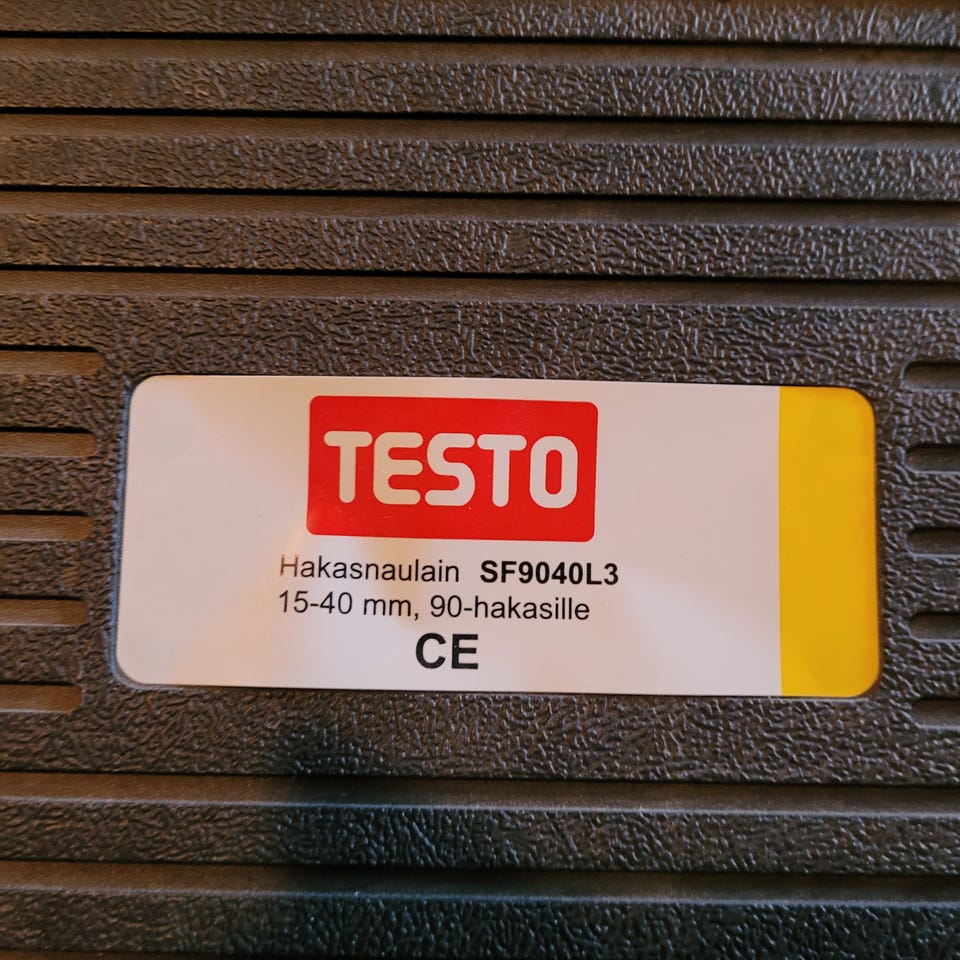 TESTO
Hakasnaulain SF9040L3
15-40 mm, 90-hakasille
CE